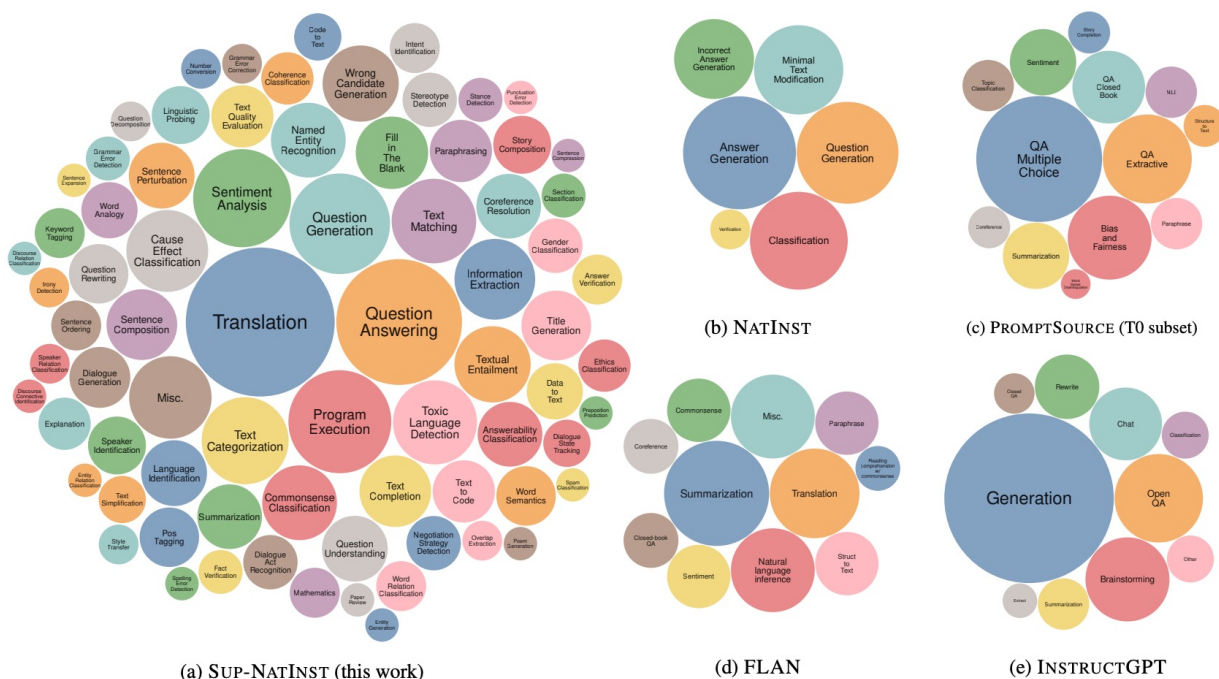 Code
to
Text
Intent
Identification
Number
Conversion
Grammar
Error
Correction
Coherence
Classification
Wrong
Candidate
Generation
Stereotype
Detection
Stance
Detection
Punctuation
Error
Detection
Question
Decomposition
Linguistic
Probing
Text
Quality
Evaluation
Named
Entity
Recognition
Fill
in
The
Blank
Paraphrasing
Story
Composition
Sentence
Compression
Grammar
Error
Detection
Sentence
Expansion
Sentence
Perturbation
Sentiment
Analysis
Question
Generation
Text
Matching
Coreference
Resolution
Section
Classification
Word
Analogy
Keyword
Tagging
Cause
Effect
Classification
Gender
Classification
Discourse
Relation
Classification
Question
Rewriting
Information
Extraction
Answer
Verification
Irony
Detection
Sentence
Ordering
Sentence
Composition
Translation
Question
Answering
Title
Generation
Speaker
Relation
Classification
Dialogue
Generation
Textual
Entailment
Ethics
Classification
Discourse
Connective
Identification
Misc.
Data
to
Text
Preposition
Prediction
Explanation
Speaker
Identification
Text
Categorization
Program
Execution
Toxic
Language
Detection
Answerability
Classification
Dialogue
State
Tracking
Entity
Relation
Classification
Language
Identification
Text
Simplification
Summarization
Commonsense
Classification
Text
Completion
Text
to
Code
Word
Semantics
Spam
Classification
Style
Transfer
Pos
Tagging
Dialogue
Act
Recognition
Question
Understanding
Negotiation
Strategy
Detection
Overlap
Extraction
Poem
Generation
Spelling
Error
Detection
Fact
Verification
Mathematics
Paper
Review
Word Relation
Classification
Entity
Generation
(a) SUP-NATINST (this work)
Incorrect
Answer
Generation
Minimal
Text
Modification
Answer
Generation
Question
Generation
Verification
Classification
(b) NATINST
Story
Completion
Sentiment
Topic
Classification
QA
Closed
Book
NLI
Structure
to
Text
QA
Multiple
Choice
QA
Extractive
Coreference
Summarization
Bias
and
Fairness
Paraphrase
(c) PROMPTSOURCE (T0 subset)
Commonsense
Misc.
Paraphrase
Coreference
Reading
comprehension
w/
commonsense
Summarization
Translation
Closed-book
QA
Sentiment
Natural
language
inference
Struct
to
Text
(d) FLAN
Closed
QA
Rewrite
Chat
Classification
Generation
Open
QA
Other
Brainstorming
Summarization
Extract
(e) INSTRUCTGPT